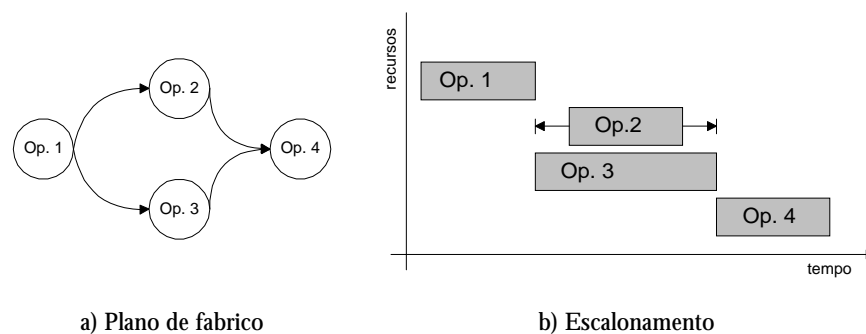 Op. 1
Op. 2
Op. 3
Op. 4
a) Plano de fabrico
recursos
Op. 1
Op.2
Op. 3
Op. 4
tempo
b) Escalonamento